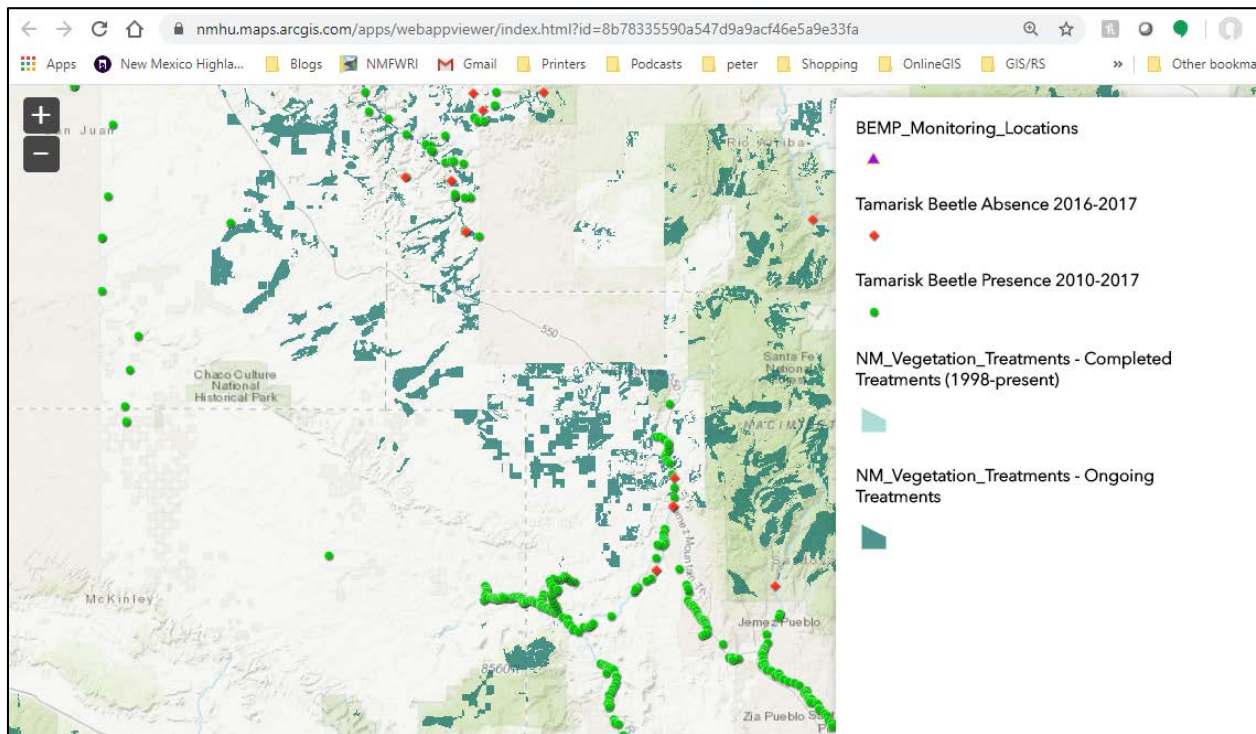 nmhu.maps.arcgis.com/apps/webappviewer/index.html?id=8b78335590a547d9a9acf46e5a9e33fa
Apps New Mexico Highla... Blogs NMFWRI Gmail Printers Podcasts peter Shopping OnlineGIS GIS/RS » Other bookma
+
−
San Juan
Rio Arriba
550
Chaco Culture
National
Historical Park
Santa Fe
National
Forest
McKinley
Jemez Pueblo
Zia Pueblo
BEMP_Monitoring_Locations
Tamarisk Beetle Absence 2016-2017
Tamarisk Beetle Presence 2010-2017
NM_Vegetation_Treatments - Completed
Treatments (1998-present)
NM_Vegetation_Treatments - Ongoing
Treatments